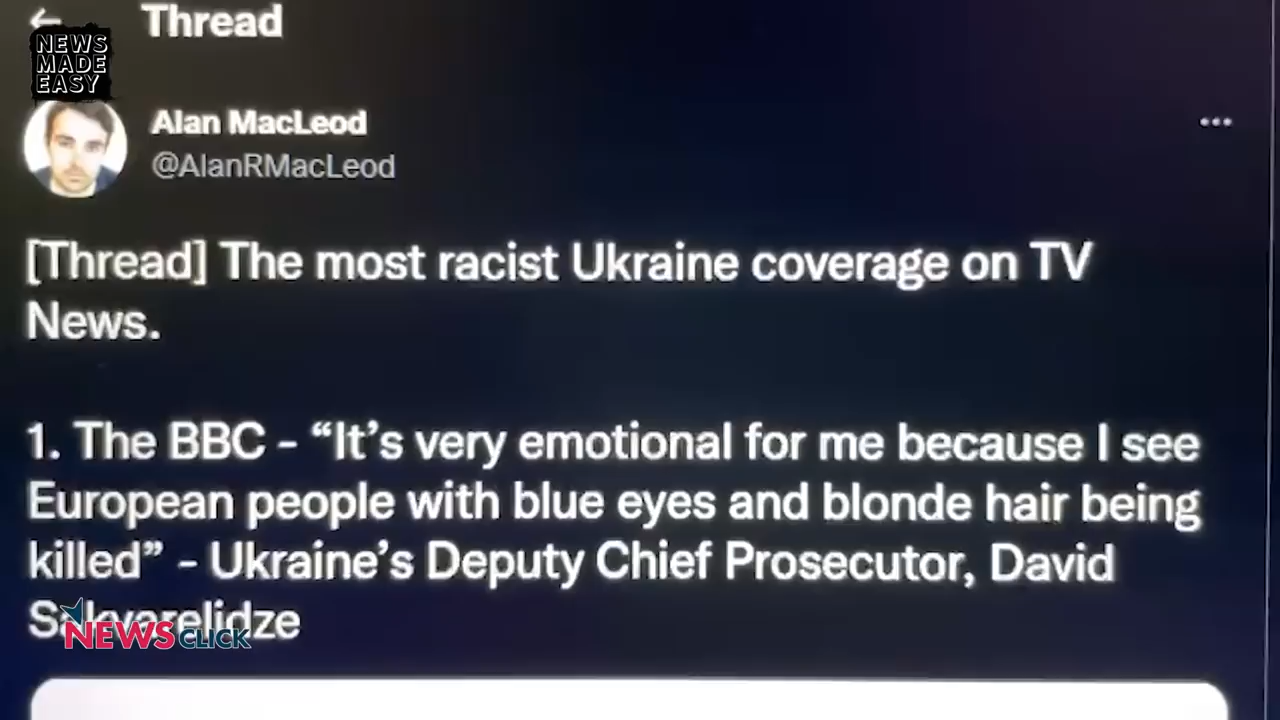 Thread
NEWS
MADE
EASY
Alan MacLeod
@AlanRMacLeod
[Thread] The most racist Ukraine coverage on TV
News.
1. The BBC - “It’s very emotional for me because I see
European people with blue eyes and blonde hair being
killed” - Ukraine’s Deputy Chief Prosecutor, David
Sakvarelidze
NEWSCLICK